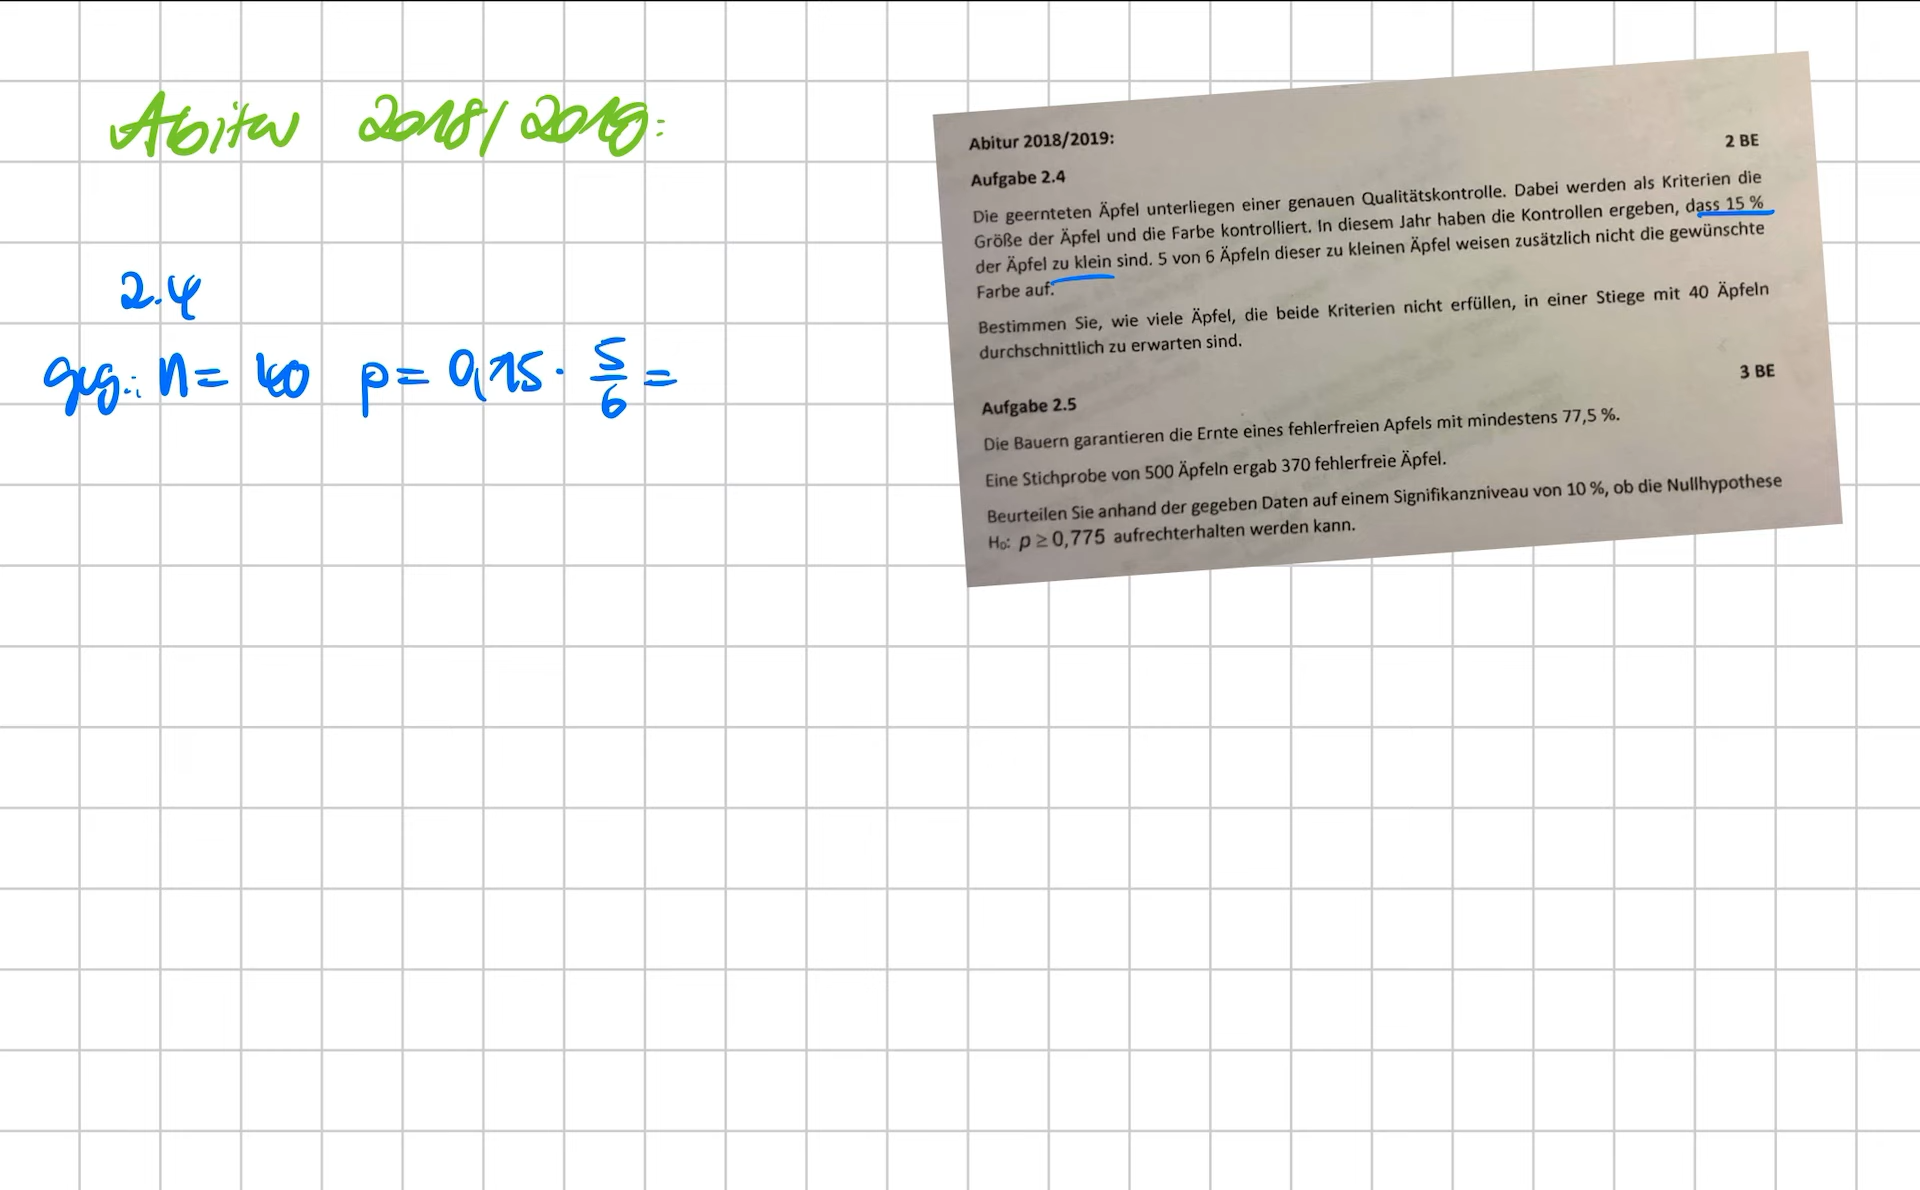 Abitur 2018/2019:
2.4
geg.: n = 40 p = 0,15 · 5/6 =
Abitur 2018/2019:
2 BE
Aufgabe 2.4
Die geernteten Äpfel unterliegen einer genauen Qualitätskontrolle. Dabei werden als Kriterien die
Größe der Äpfel und die Farbe kontrolliert. In diesem Jahr haben die Kontrollen ergeben, dass 15 %
der Äpfel zu klein sind. 5 von 6 Äpfeln dieser zu kleinen Äpfel weisen zusätzlich nicht die gewünschte
Farbe auf.
Bestimmen Sie, wie viele Äpfel, die beide Kriterien nicht erfüllen, in einer Stiege mit 40 Äpfeln
durchschnittlich zu erwarten sind.
3 BE
Aufgabe 2.5
Die Bauern garantieren die Ernte eines fehlerfreien Apfels mit mindestens 77,5 %.
Eine Stichprobe von 500 Äpfeln ergab 370 fehlerfreie Äpfel.
Beurteilen Sie anhand der gegeben Daten auf einem Signifikanzniveau von 10 %, ob die Nullhypothese
H₀: p ≥ 0,775 aufrechterhalten werden kann.